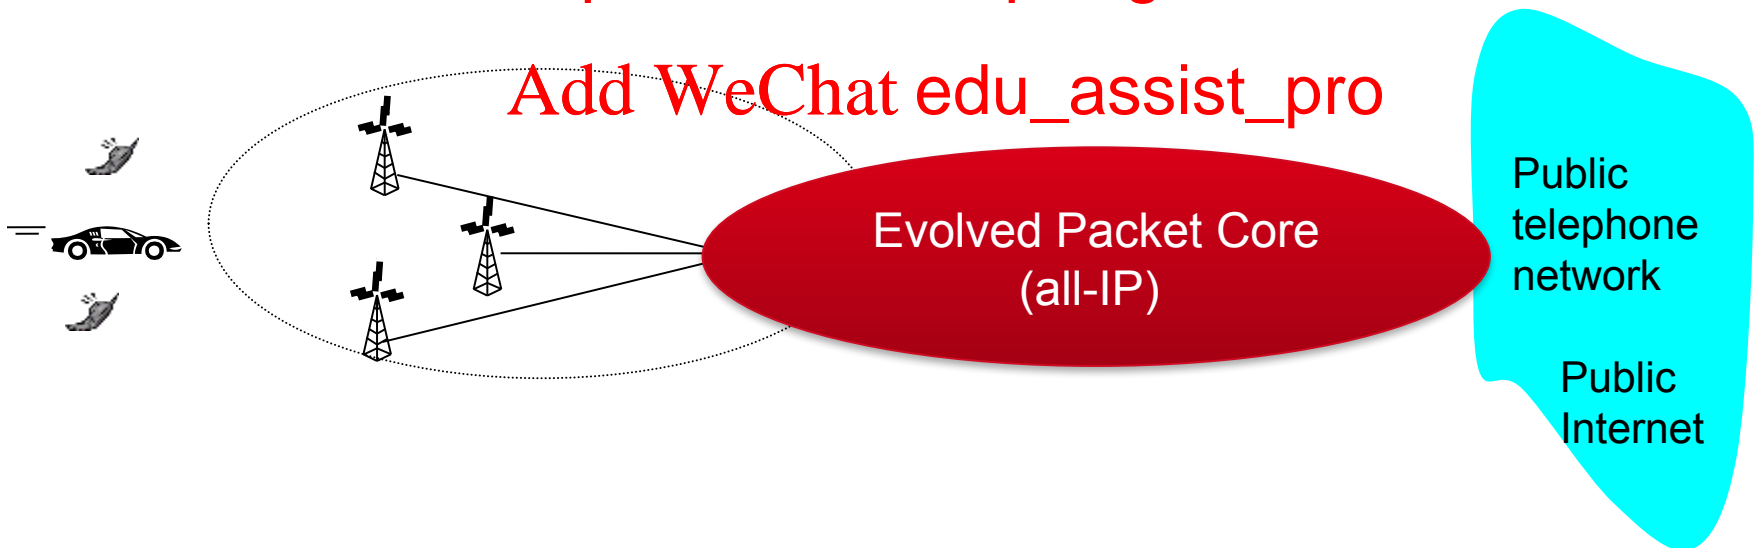 Add WeChat edu_assist_pro
Evolved Packet Core
(all-IP)
Public
telephone
network
Public
Internet